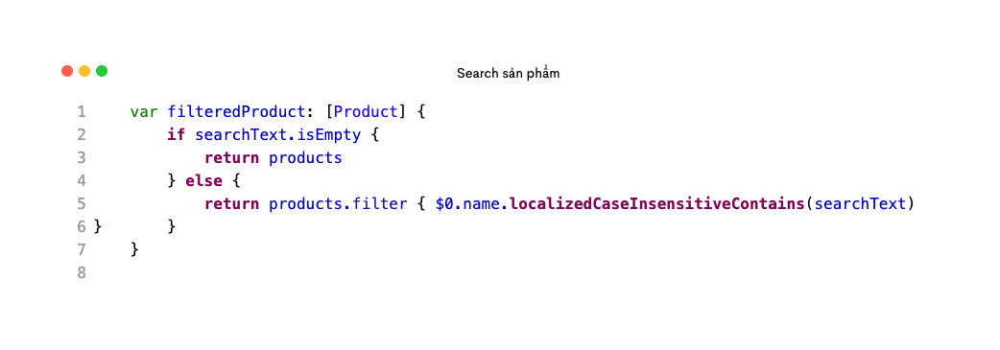 Search sản phẩm
1     var filteredProduct: [Product] {
2         if searchText.isEmpty {
3             return products
4         } else {
5             return products.filter { $0.name.localizedCaseInsensitiveContains(searchText)
6 }       }
7     }
8